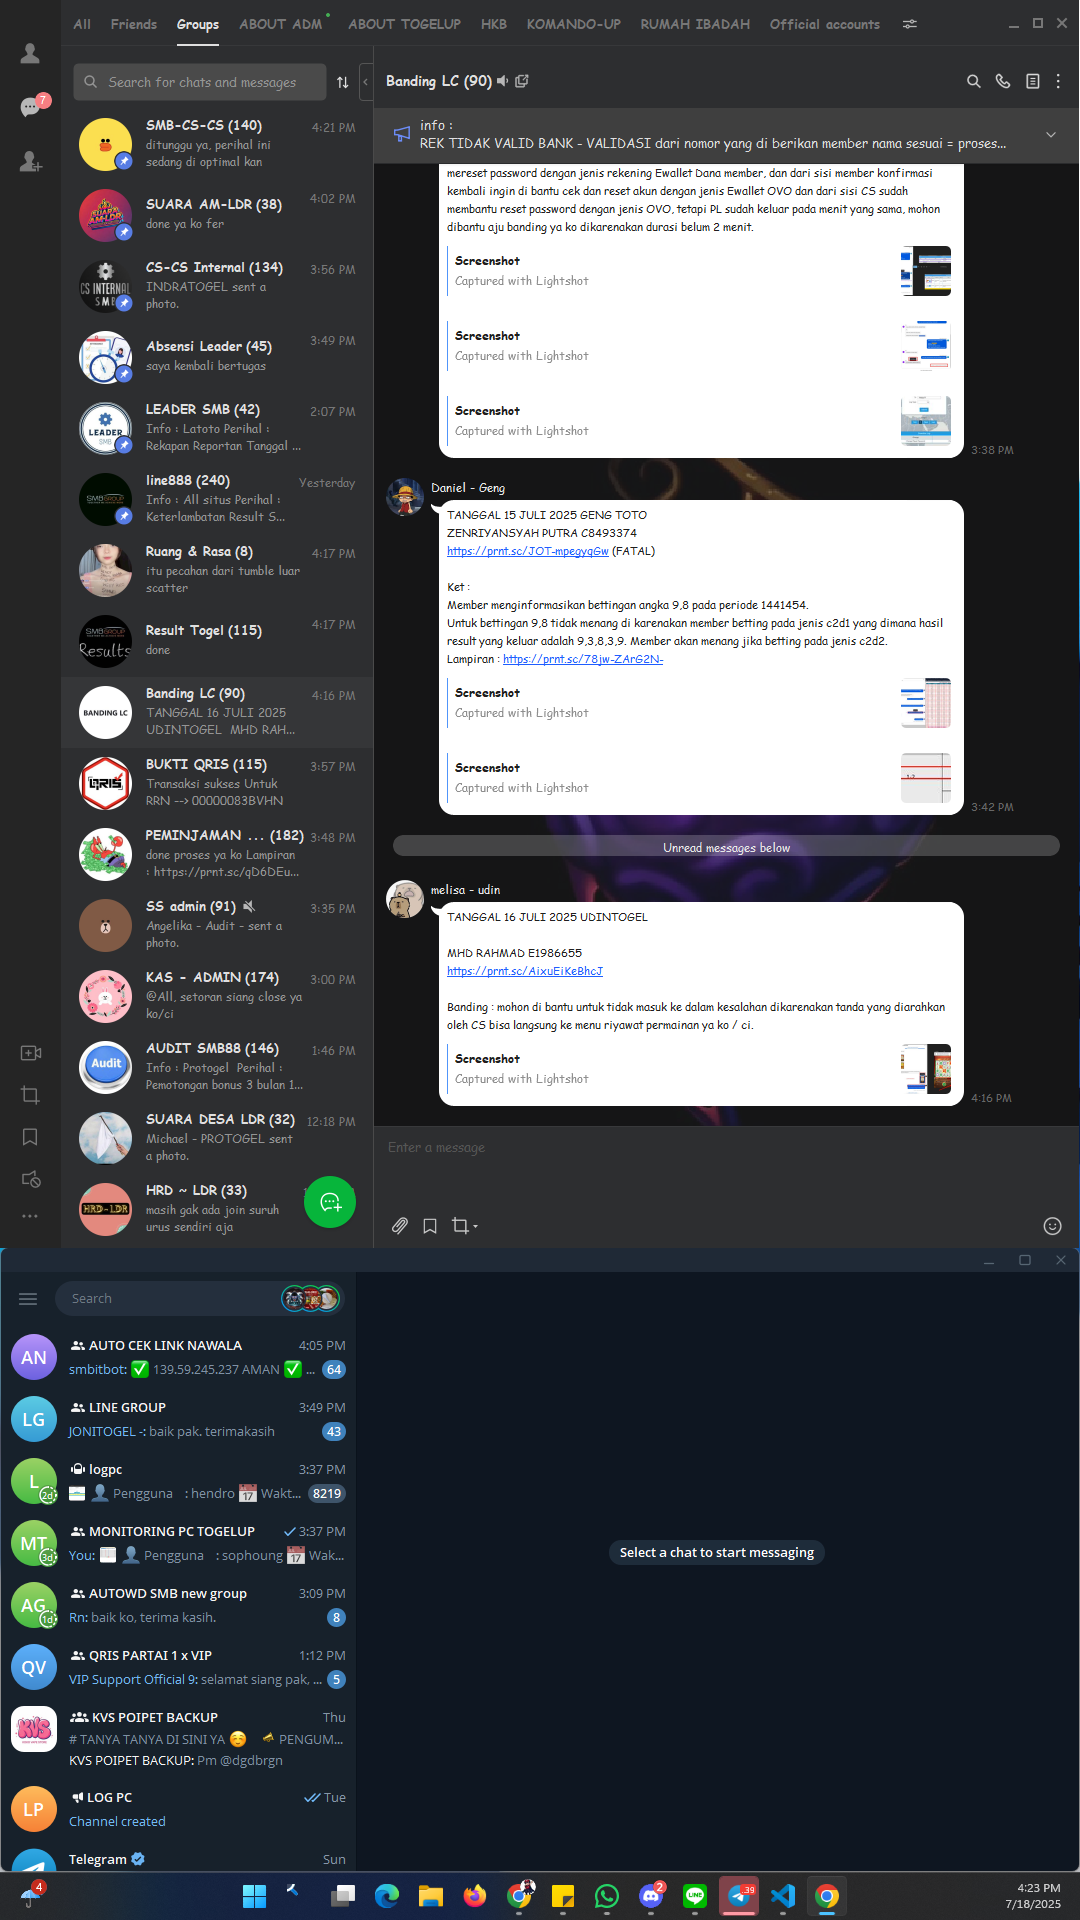 All Friends Groups ABOUT ADM ABOUT TOGELUP HKB KOMANDO-UP RUMAH IBADAH Official accounts
7
Search for chats and messages
SMB-CS-CS (140) 4:21 PM
ditunggu ya, perihal ini
sedang di optimal kan
SUARA AM-LDR (38) 4:02 PM
done ya ko fer
CS-CS Internal (134) 3:56 PM
INDRATOGEL sent a
photo.
Absensi Leader (45) 3:49 PM
saya kembali bertugas
LEADER SMB (42) 2:07 PM
Info : Latoto Perihal :
Rekapan Reportan Tanggal ...
line888 (240) Yesterday
Info : All situs Perihal :
Keterlambatan Result S...
Ruang & Rasa (8) 4:17 PM
itu pecahan dari tumble luar
scatter
Result Togel (115) 4:17 PM
done
Banding LC (90) 4:16 PM
TANGGAL 16 JULI 2025
UDINTOGEL MHD RAH...
BUKTI QRIS (115) 3:57 PM
Transaksi sukses Untuk
RRN --> 00000083BVHN
PEMINJAMAN ... (182) 3:48 PM
done proses ya ko Lampiran
: https://prnt.sc/qD6DEu...
SS admin (91) 3:35 PM
Angelika - Audit - sent a
photo.
KAS - ADMIN (174) 3:00 PM
@All, setoran siang close ya
ko/ci
AUDIT SMB88 (146) 1:46 PM
Info : Protogel Perihal :
Pemotongan bonus 3 bulan 1...
SUARA DESA LDR (32) 12:18 PM
Michael - PROTOGEL sent
a photo.
HRD ~ LDR (33)
masih gak ada join suruh
urus sendiri aja
Banding LC (90)
info :
REK TIDAK VALID BANK - VALIDASI dari nomor yang di berikan member nama sesuai = proses...
mereset password dengan jenis rekening Ewallet Dana member, dan dari sisi member konfirmasi
kembali ingin di bantu cek dan reset akun dengan jenis Ewallet OVO dan dari sisi CS sudah
membantu reset password dengan jenis OVO, tetapi PL sudah keluar pada menit yang sama, mohon
dibantu aju banding ya ko dikarenakan durasi belum 2 menit.
Screenshot
Captured with Lightshot
Screenshot
Captured with Lightshot
Screenshot
Captured with Lightshot
3:38 PM
Daniel - Geng
TANGGAL 15 JULI 2025 GENG TOTO
ZENRIYANSYAH PUTRA C8493374
https://prnt.sc/JOT-mpegyqGw (FATAL)
Ket :
Member menginformasikan bettingan angka 9,8 pada periode 1441454.
Untuk bettingan 9,8 tidak menang di karenakan member betting pada jenis c2d1 yang dimana hasil
result yang keluar adalah 9,3,8,3,9. Member akan menang jika betting pada jenis c2d2.
Lampiran : https://prnt.sc/78jw-ZArG2N-
Screenshot
Captured with Lightshot
Screenshot
Captured with Lightshot
3:42 PM
Unread messages below
melisa - udin
TANGGAL 16 JULI 2025 UDINTOGEL
MHD RAHMAD E1986655
https://prnt.sc/AixuEiKeBhcJ
Banding : mohon di bantu untuk tidak masuk ke dalam kesalahan dikarenakan tanda yang diarahkan
oleh CS bisa langsung ke menu riyawat permainan ya ko / ci.
Screenshot
Captured with Lightshot
4:16 PM
Enter a message
Search
AN AUTO CEK LINK NAWALA 4:05 PM
smbitbot: ✅ 139.59.245.237 AMAN ✅ ... 64
LG LINE GROUP 3:49 PM
JONITOGEL -: baik pak. terimakasih 43
L 2d logpc 3:37 PM
Pengguna : hendro Wakt... 8219
MT 3d MONITORING PC TOGELUP 3:37 PM
You: Pengguna : sophoung Wak...
AG 1d AUTOWD SMB new group 3:09 PM
Rn: baik ko, terima kasih. 8
QV QRIS PARTAI 1 x VIP 1:12 PM
VIP Support Official 9: selamat siang pak, ... 5
KVS KVS POIPET BACKUP Thu
# TANYA TANYA DI SINI YA PENGUM...
KVS POIPET BACKUP: Pm @dgdbrgn
LP LOG PC Tue
Channel created
Telegram Sun
Select a chat to start messaging
4
2
39
4:23 PM
7/18/2025